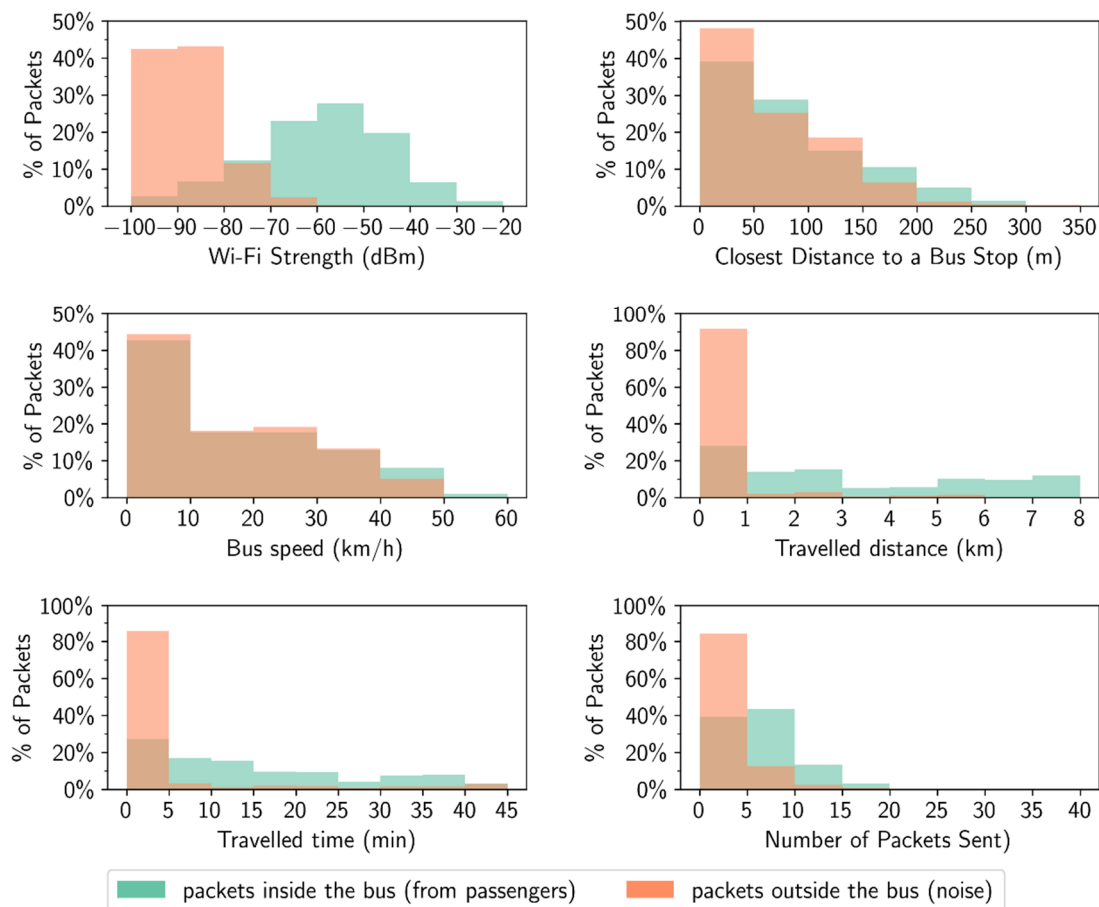 50%
40%
30%
20%
10%
0%
% of Packets
−100 −90 −80 −70 −60 −50 −40 −30 −20
Wi-Fi Strength (dBm)
50%
40%
30%
20%
10%
0%
% of Packets
0 50 100 150 200 250 300 350
Closest Distance to a Bus Stop (m)
50%
40%
30%
20%
10%
0%
% of Packets
0 10 20 30 40 50 60
Bus speed (km/h)
100%
80%
60%
40%
20%
0%
% of Packets
0 1 2 3 4 5 6 7 8
Travelled distance (km)
100%
80%
60%
40%
20%
0%
% of Packets
0 5 10 15 20 25 30 35 40 45
Travelled time (min)
100%
80%
60%
40%
20%
0%
% of Packets
0 5 10 15 20 25 30 35 40
Number of Packets Sent)
packets inside the bus (from passengers)
packets outside the bus (noise)